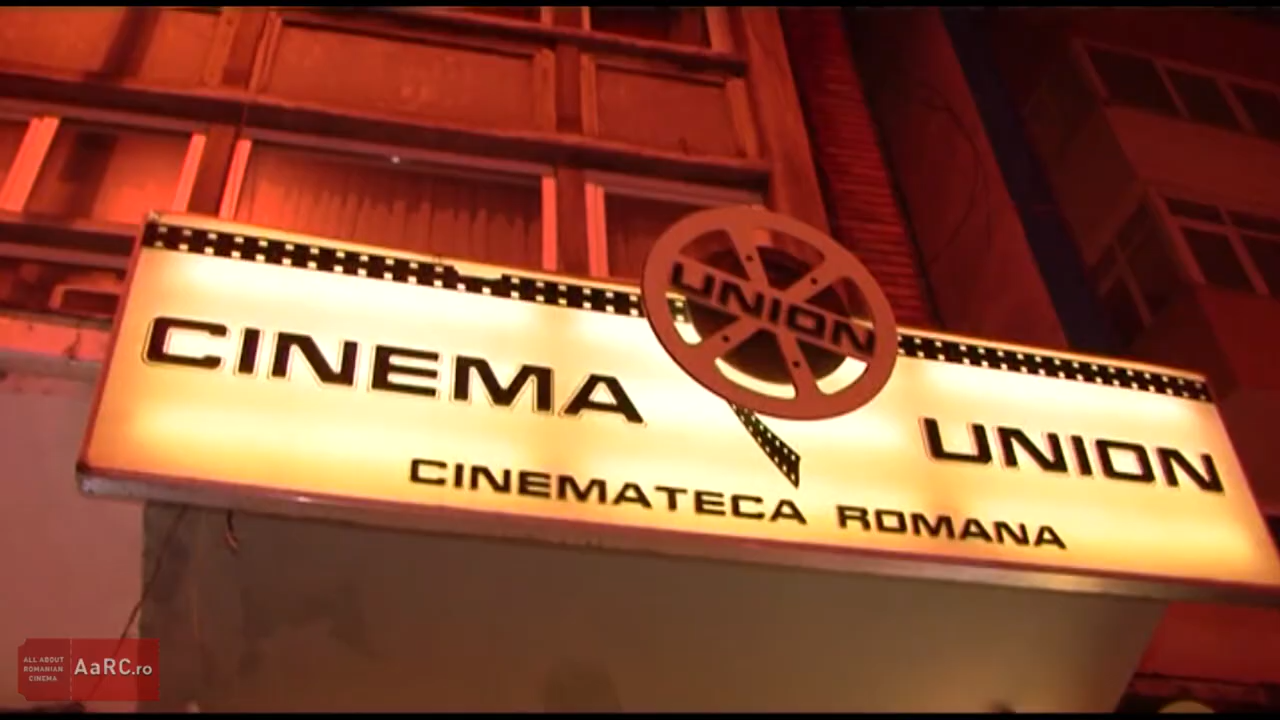 UNION
CINEMA UNION
CINEMATECA ROMANA
ALL ABOUT
ROMANIAN
CINEMA
AaRC.ro